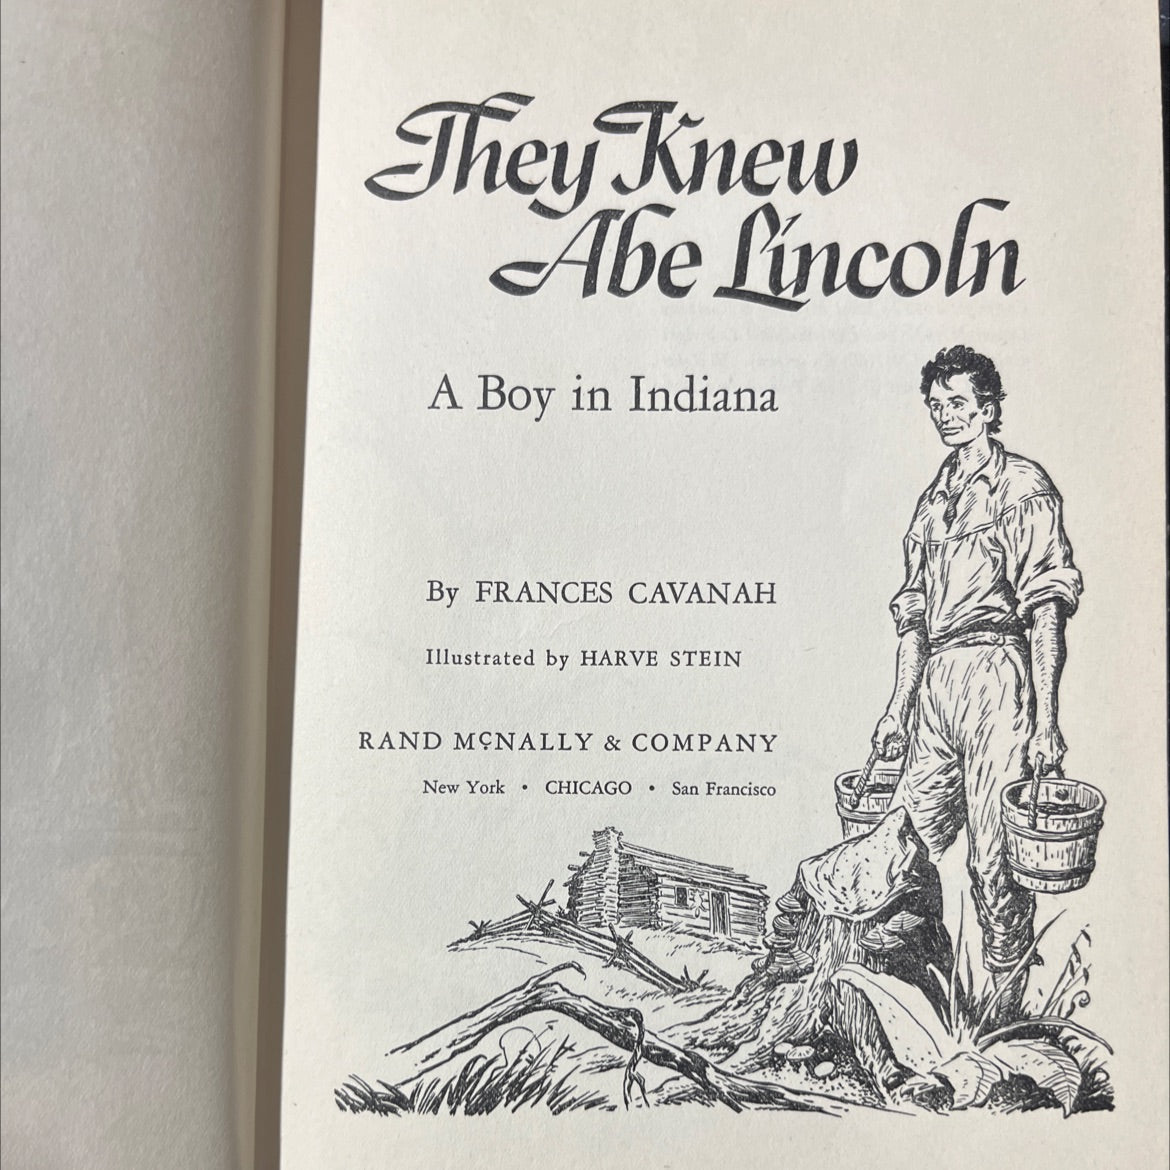 They Knew
Abe Lincoln
A Boy in Indiana
By FRANCES CAVANAH
Illustrated by HARVE STEIN
RAND MCNALLY & COMPANY
New York • CHICAGO • San Francisco